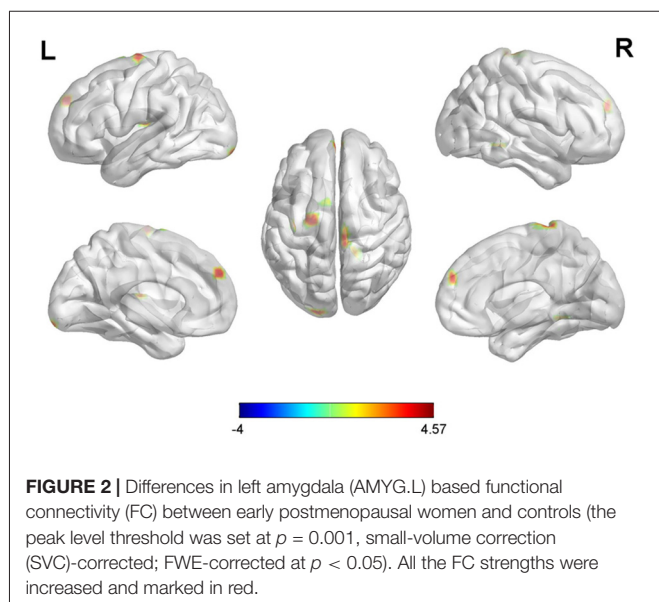 L
R
-4
4.57
FIGURE 2 | Differences in left amygdala (AMYG.L) based functional
connectivity (FC) between early postmenopausal women and controls (the
peak level threshold was set at p = 0.001, small-volume correction
(SVC)-corrected; FWE-corrected at p < 0.05). All the FC strengths were
increased and marked in red.